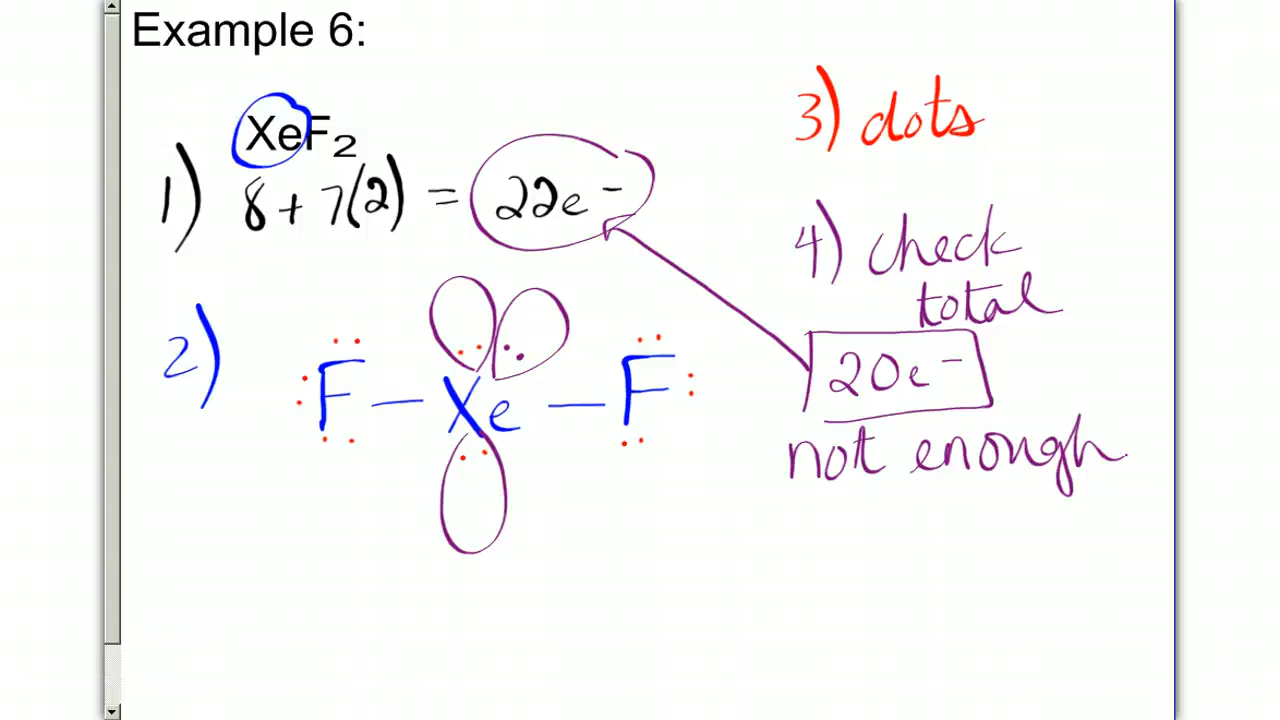 Example 6:
XeF₂
1) 8 + 7(2) = 22e⁻
2) F — Xe — F
3) dots
4) check
total
20e⁻
not enough